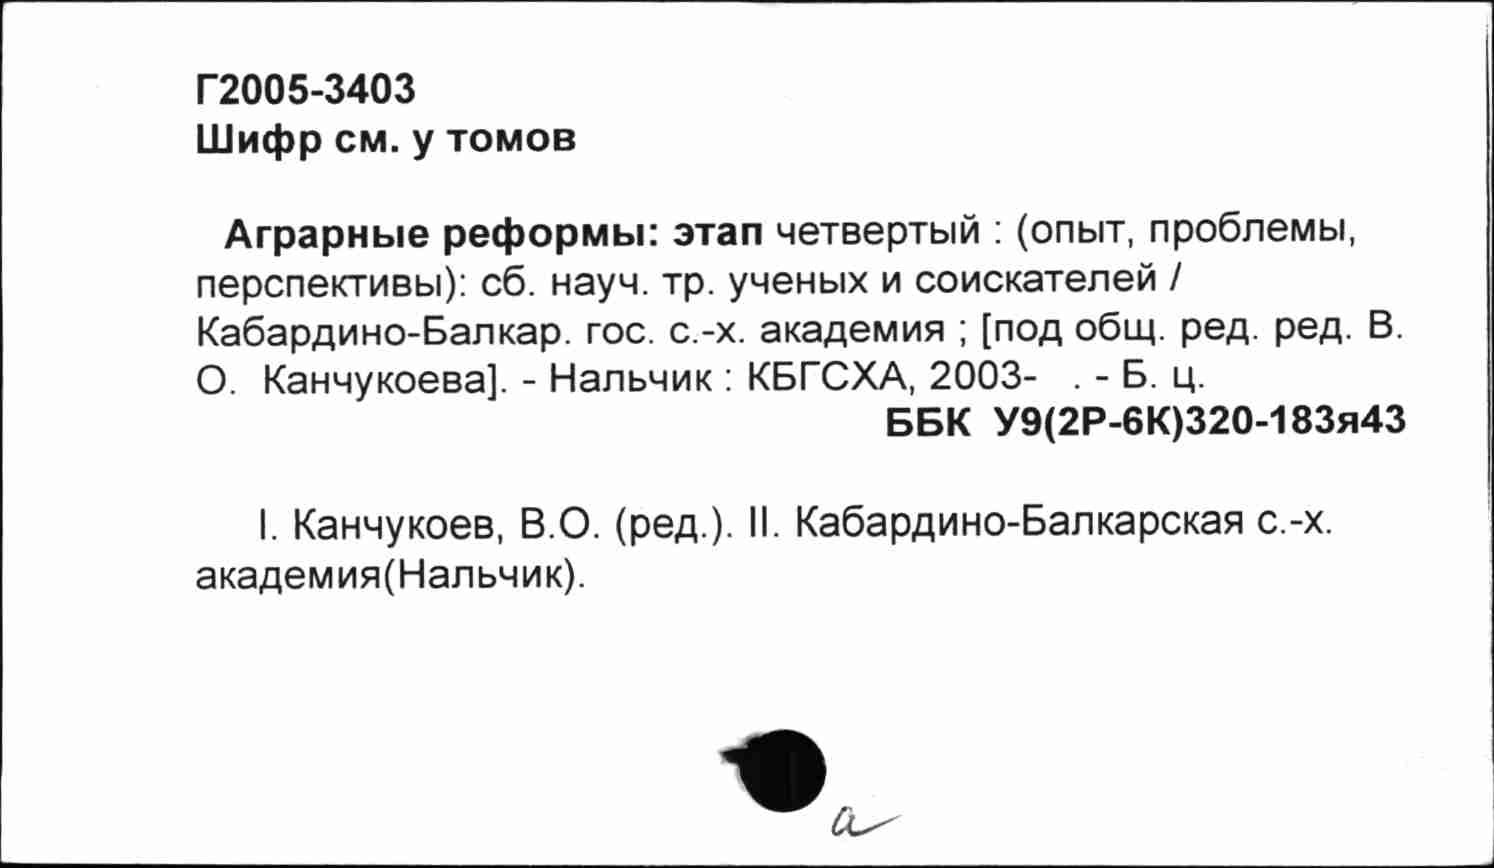 Г2005-3403
Шифр см. у томов
Аграрные реформы: этап четвертый : (опыт, проблемы,
перспективы): сб. науч. тр. ученых и соискателей /
Кабардино-Балкар. гос. с.-х. академия ; [под общ. ред. ред. В.
О. Канчукоева]. - Нальчик : КБГСХА, 2003- . - Б. ц.
ББК У9(2Р-6К)320-183я43
I. Канчукоев, В.О. (ред.). II. Кабардино-Балкарская с.-х.
академия(Нальчик).
а